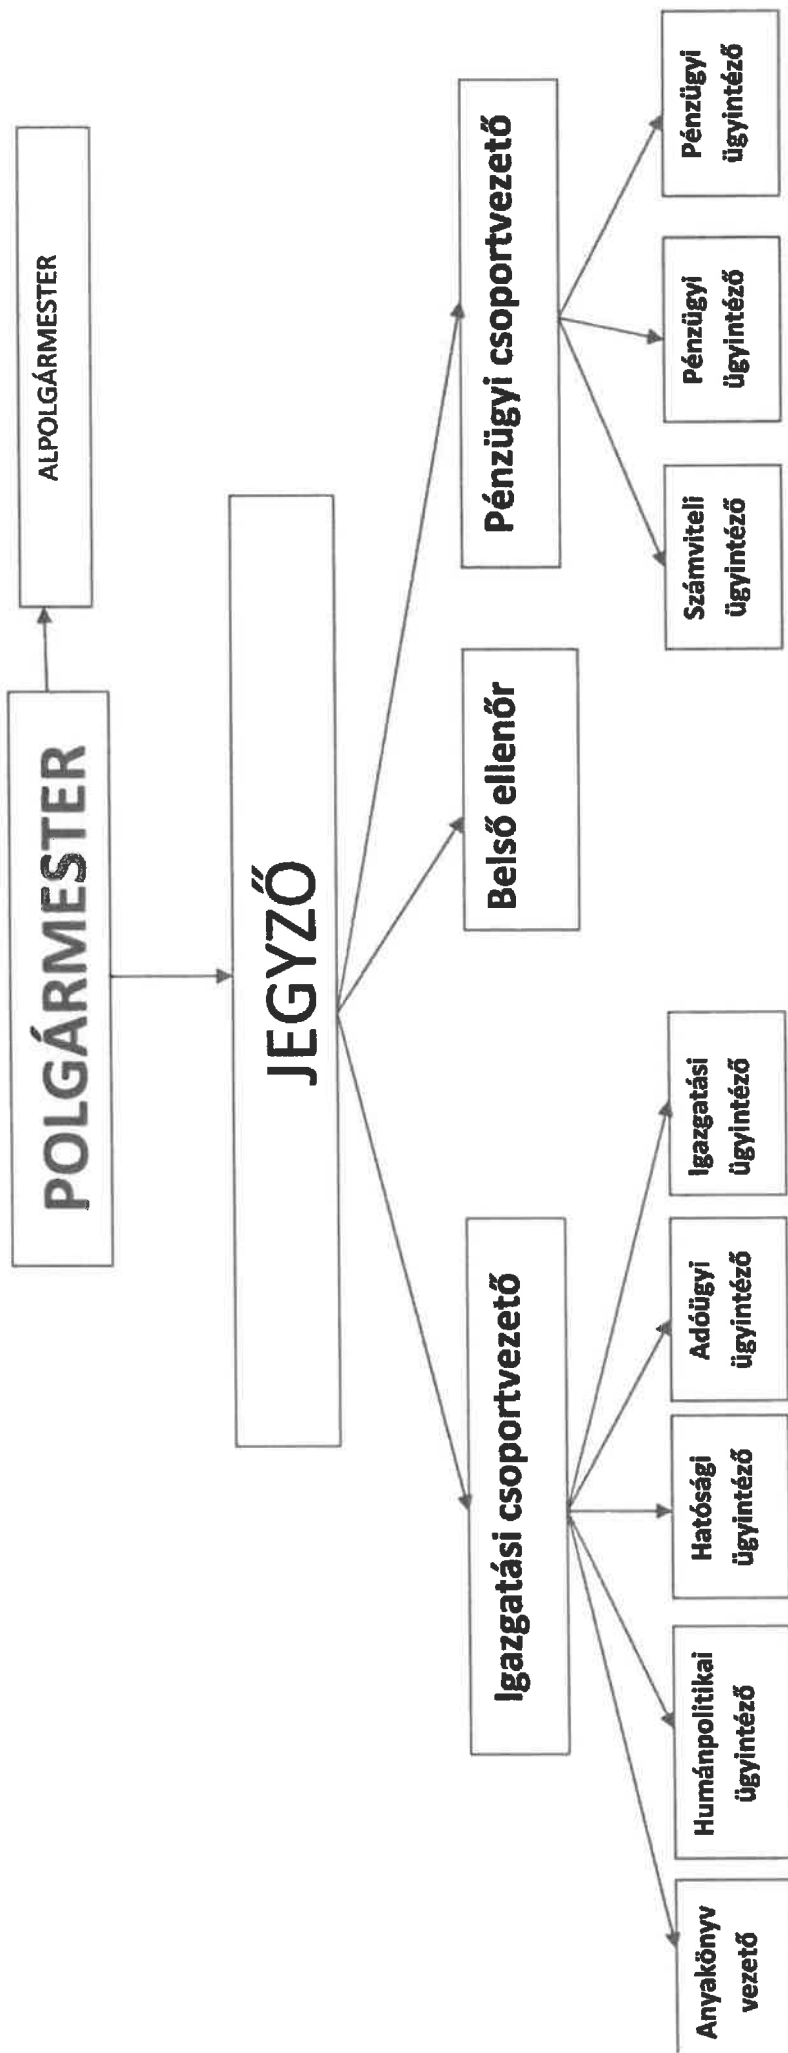 POLGÁRMESTER
ALPOLGÁRMESTER
JEGYZŐ
Igazgatási csoportvezető
Belső ellenőr
Pénzügyi csoportvezető
Anyakönyv
vezető
Humánpolitikai
ügyintéző
Hatósági
ügyintéző
Adóügyi
ügyintéző
Igazgatási
ügyintéző
Számviteli
ügyintéző
Pénzügyi
ügyintéző
Pénzügyi
ügyintéző